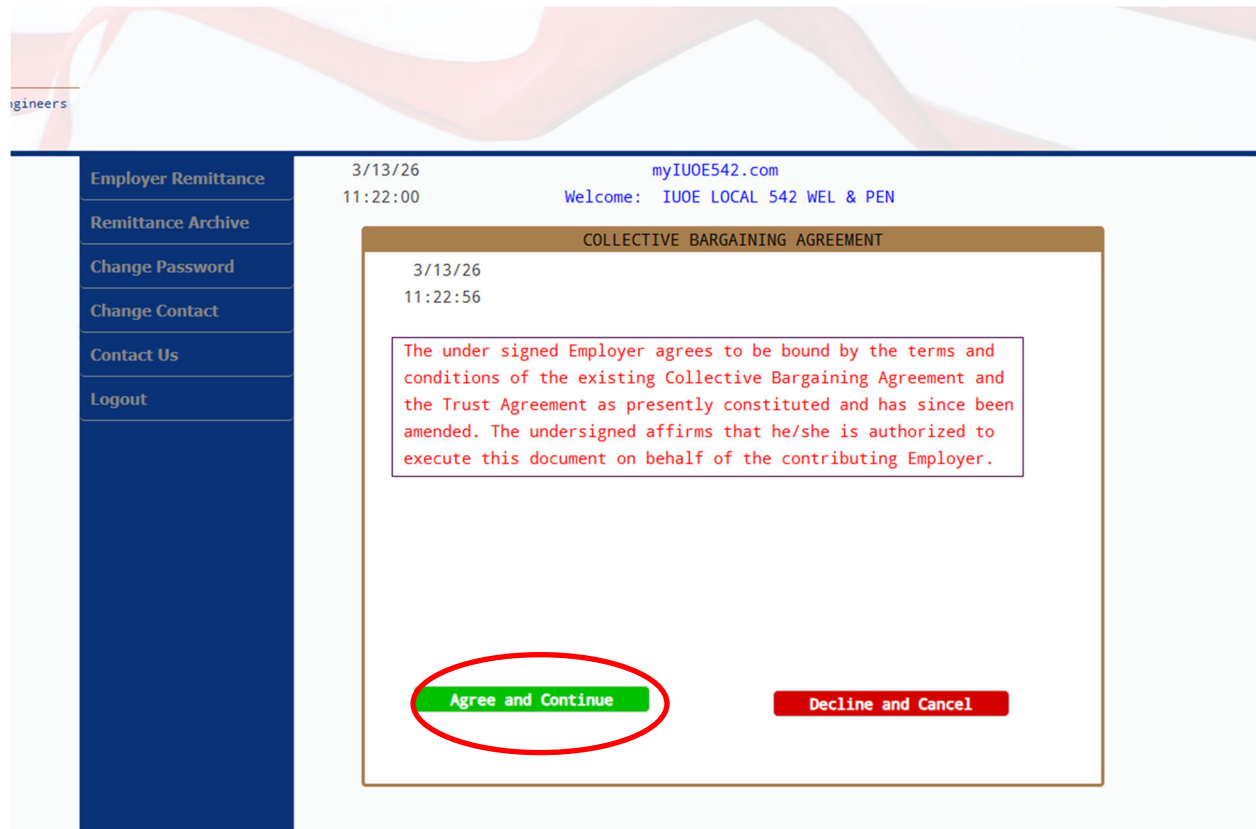 Employer Remittance
Remittance Archive
Change Password
Change Contact
Contact Us
Logout
3/13/26 myIUOE542.com
11:22:00 Welcome: IUOE LOCAL 542 WEL & PEN
COLLECTIVE BARGAINING AGREEMENT
3/13/26
11:22:56
The under signed Employer agrees to be bound by the terms and
conditions of the existing Collective Bargaining Agreement and
the Trust Agreement as presently constituted and has since been
amended. The undersigned affirms that he/she is authorized to
execute this document on behalf of the contributing Employer.
Agree and Continue Decline and Cancel